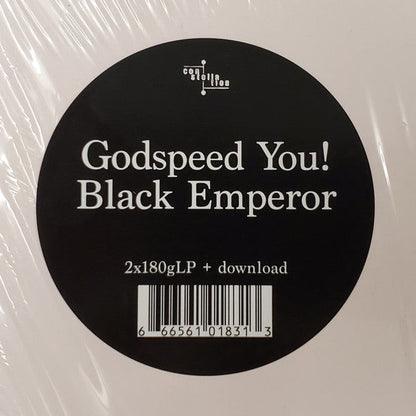 con
stella
tion
Godspeed You!
Black Emperor
2x180gLP + download
6 66561 01831 3